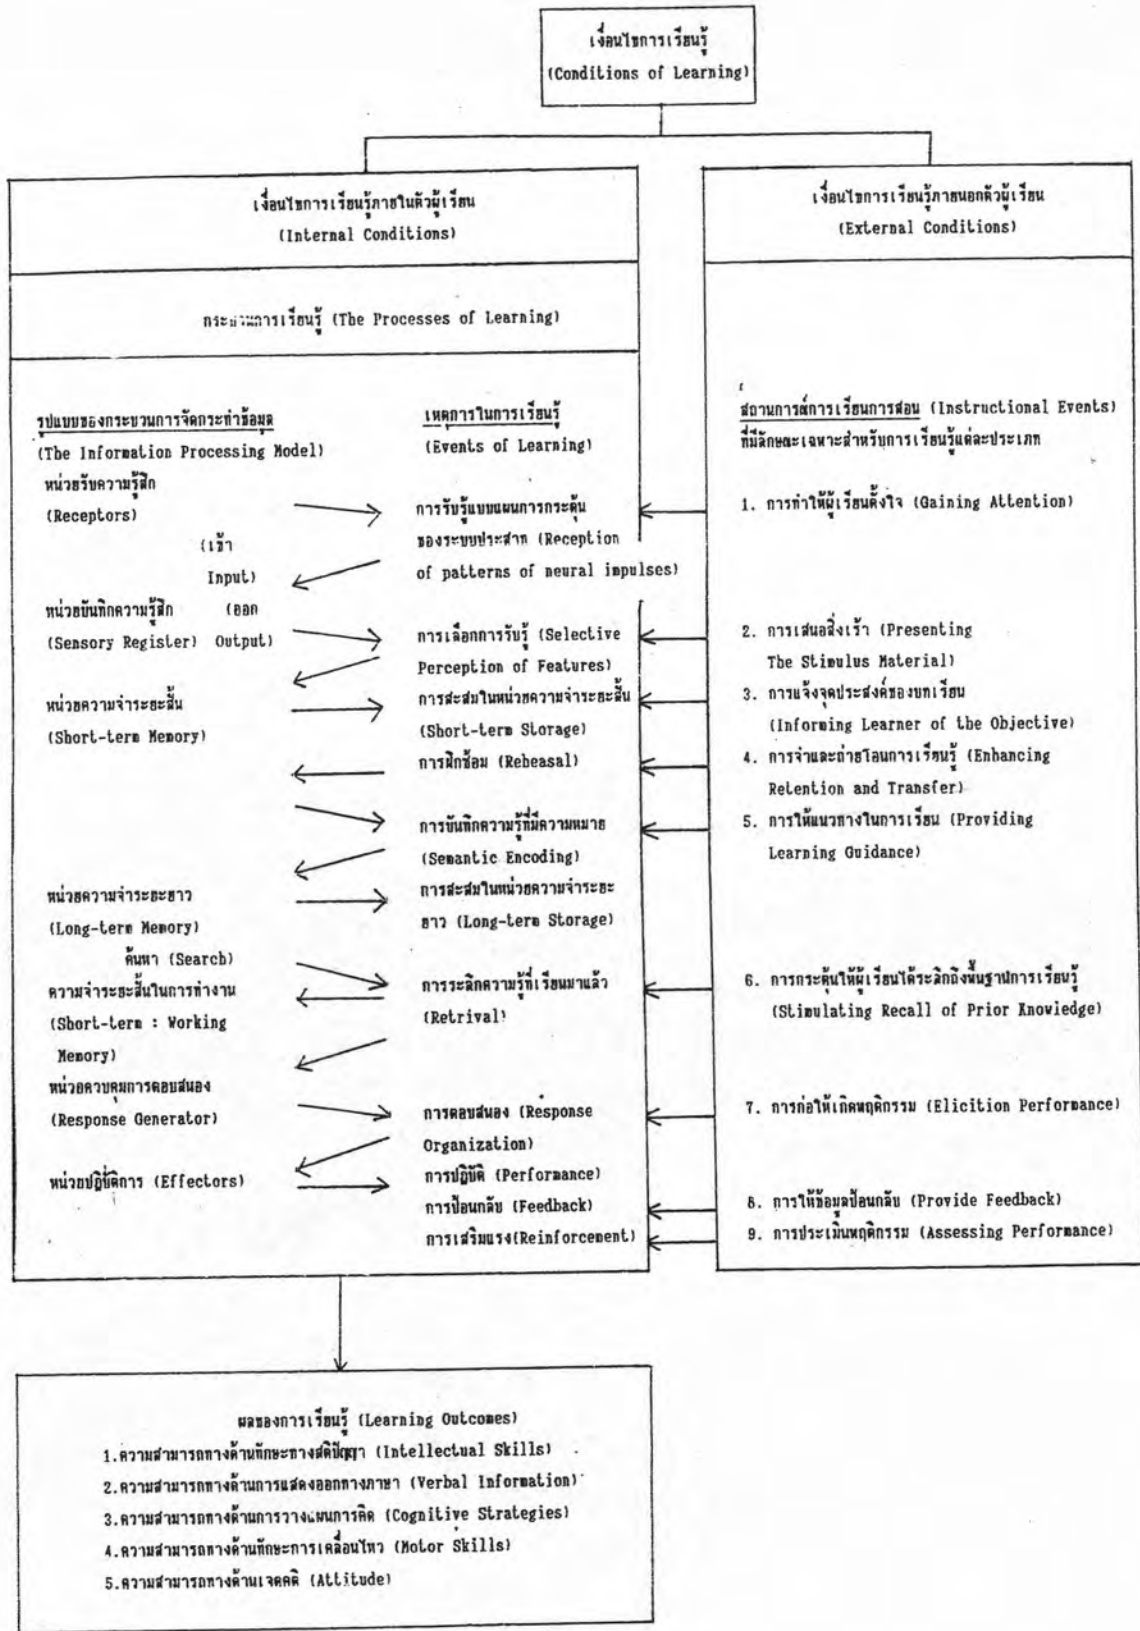 เงื่อนไขการเรียนรู้
(Conditions of Learning)
เงื่อนไขการเรียนรู้ภายในตัวผู้เรียน
(Internal Conditions)
กระบวนการเรียนรู้ (The Processes of Learning)
รูปแบบของกระบวนการจัดกระทำข้อมูล
(The Information Processing Model)
หน่วยรับความรู้สึก
(Receptors)
(เข้า
Input)
หน่วยบันทึกความรู้สึก (ออก
(Sensory Register) Output)
หน่วยความจำระยะสั้น
(Short-term Memory)
หน่วยความจำระยะยาว
(Long-term Memory)
ค้นหา (Search)
ความจำระยะสั้นในการทำงาน
(Short-term : Working
Memory)
หน่วยควบคุมการตอบสนอง
(Response Generator)
หน่วยปฏิบัติการ (Effectors)
เหตุการในการเรียนรู้
(Events of Learning)
การรับรู้แบบแผนการกระตุ้น
ของระบบประสาท (Reception
of patterns of neural impulses)
การเลือกการรับรู้ (Selective
Perception of Features)
การสะสมในหน่วยความจำระยะสั้น
(Short-term Storage)
การฝึกซ้อม (Rebeasal)
การบันทึกความรู้ที่มีความหมาย
(Semantic Encoding)
การสะสมในหน่วยความจำระยะ
ยาว (Long-term Storage)
การระลึกความรู้ที่เรียนมาแล้ว
(Retrival)
การตอบสนอง (Response
Organization)
การปฏิบัติ (Performance)
การป้อนกลับ (Feedback)
การเสริมแรง(Reinforcement)
เงื่อนไขการเรียนรู้ภายนอกตัวผู้เรียน
(External Conditions)
สถานการณ์การเรียนการสอน (Instructional Events)
ที่มีลักษณะเฉพาะสำหรับการเรียนรู้แต่ละประเภท
1. การทำให้ผู้เรียนตั้งใจ (Gaining Attention)
2. การเสนอสิ่งเร้า (Presenting
The Stimulus Material)
3. การแจ้งจุดประสงค์ของบทเรียน
(Informing Learner of the Objective)
4. การจำและถ่ายโอนการเรียนรู้ (Enhancing
Retention and Transfer)
5. การให้แนวทางในการเรียน (Providing
Learning Guidance)
6. การกระตุ้นให้ผู้เรียนได้ระลึกถึงพื้นฐานการเรียนรู้
(Stimulating Recall of Prior Knowledge)
7. การก่อให้เกิดพฤติกรรม (Elicition Performance)
8. การให้ข้อมูลป้อนกลับ (Provide Feedback)
9. การประเมินพฤติกรรม (Assessing Performance)
ผลของการเรียนรู้ (Learning Outcomes)
1.ความสามารถทางด้านทักษะทางสติปัญญา (Intellectual Skills)
2.ความสามารถทางด้านการแสดงออกทางภาษา (Verbal Information)
3.ความสามารถทางด้านการวางแผนการคิด (Cognitive Strategies)
4.ความสามารถทางด้านทักษะการเคลื่อนไหว (Motor Skills)
5.ความสามารถทางด้านเจตคติ (Attitude)